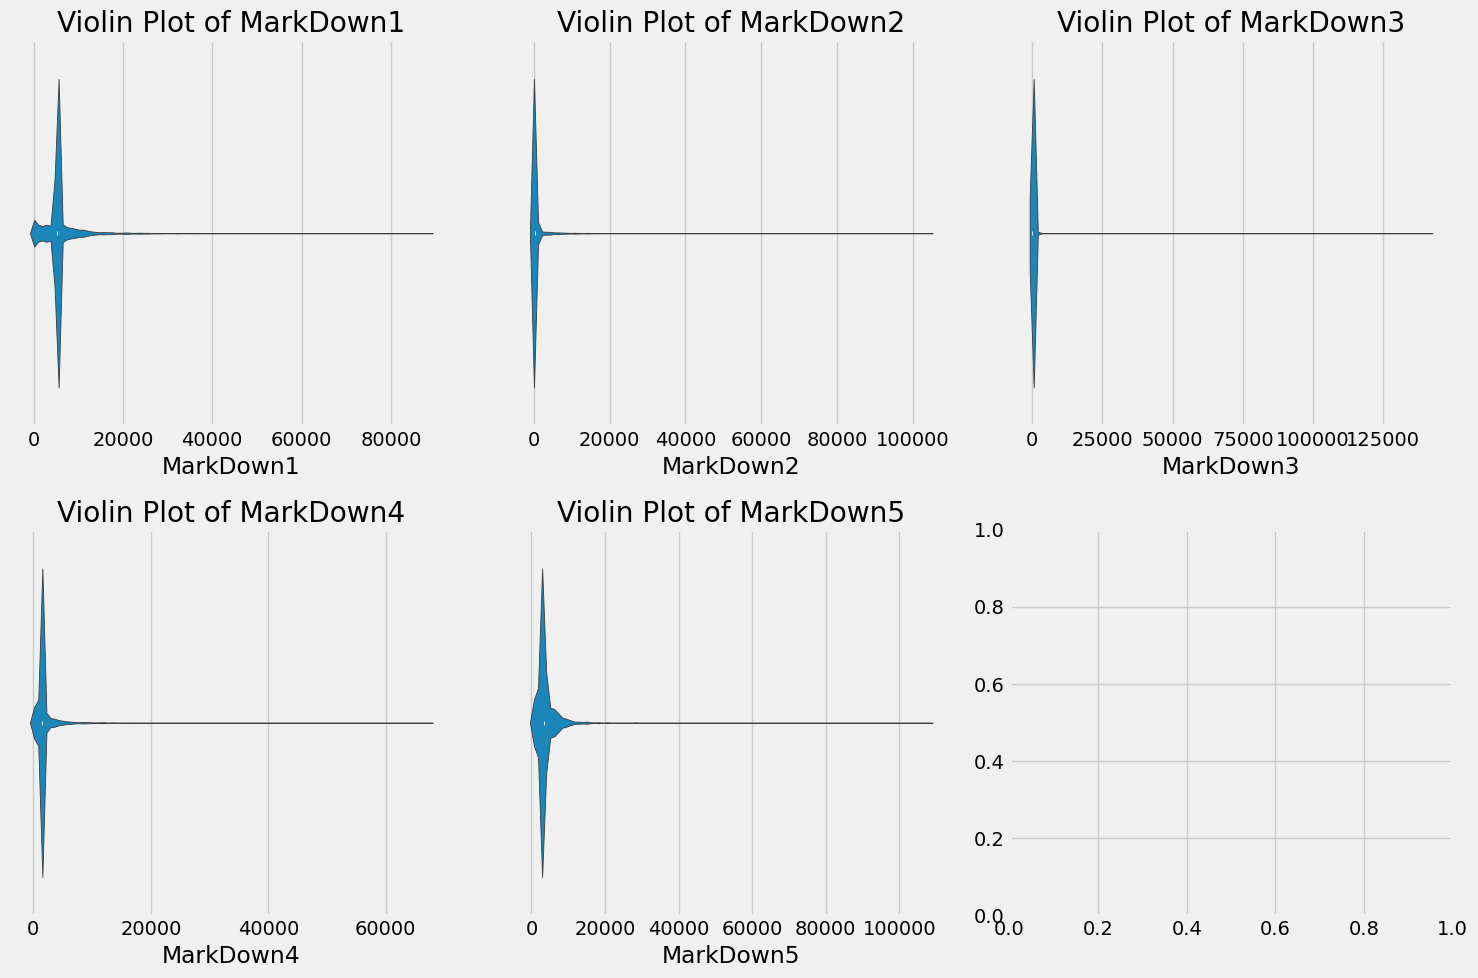 Violin Plot of MarkDown1
0 20000 40000 60000 80000
MarkDown1
Violin Plot of MarkDown2
0 20000 40000 60000 80000 100000
MarkDown2
Violin Plot of MarkDown3
0 25000 50000 75000 100000 125000
MarkDown3
Violin Plot of MarkDown4
0 20000 40000 60000
MarkDown4
Violin Plot of MarkDown5
0 20000 40000 60000 80000 100000
MarkDown5
1.0
0.8
0.6
0.4
0.2
0.0
0.0 0.2 0.4 0.6 0.8 1.0